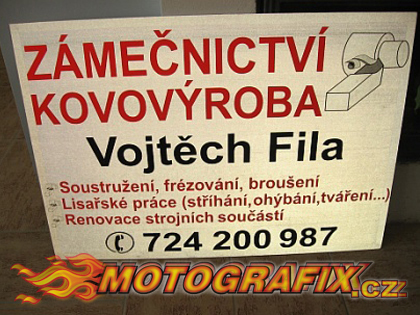 ZÁMEČNICTVÍ
KOVOVÝROBA
Vojtěch Fila
Soustružení, frézování, broušení
Lisařské práce (stříhání,ohýbání,tváření...)
Renovace strojních součástí
724 200 987
MOTOGRAFIX.cz